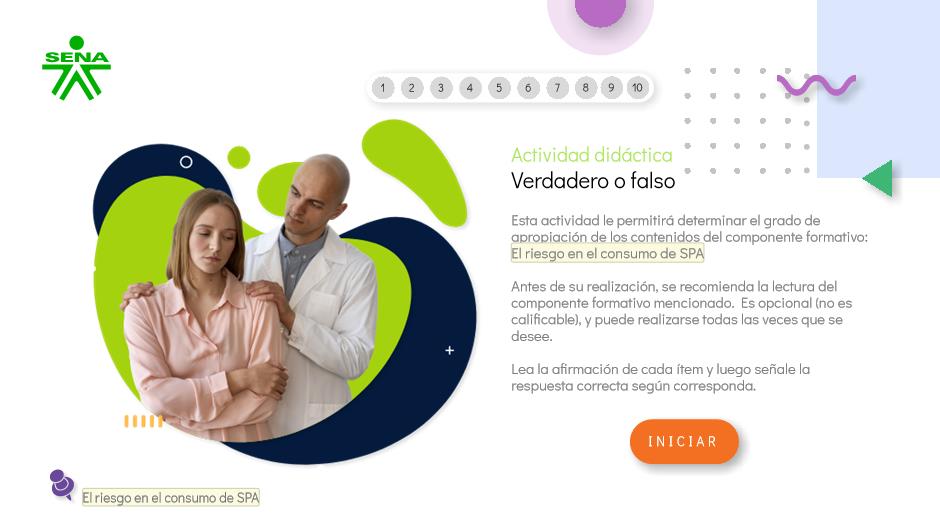 SENA
1 2 3 4 5 6 7 8 9 10
Actividad didáctica
Verdadero o falso
Esta actividad le permitirá determinar el grado de
apropiación de los contenidos del componente formativo:
El riesgo en el consumo de SPA
Antes de su realización, se recomienda la lectura del
componente formativo mencionado. Es opcional (no es
calificable), y puede realizarse todas las veces que se
desee.
Lea la afirmación de cada ítem y luego señale la
respuesta correcta según corresponda.
INICIAR
El riesgo en el consumo de SPA